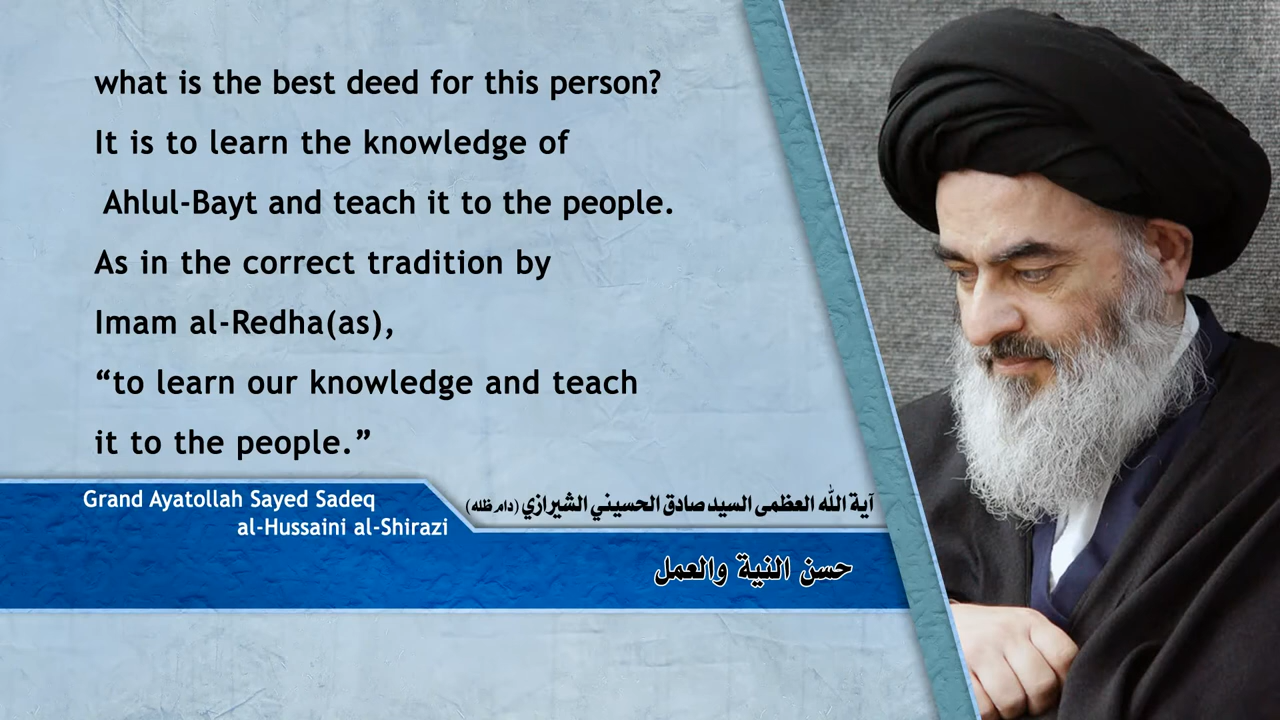 what is the best deed for this person?
It is to learn the knowledge of
Ahlul-Bayt and teach it to the people.
As in the correct tradition by
Imam al-Redha(as),
“to learn our knowledge and teach
it to the people.”
Grand Ayatollah Sayed Sadeq
al-Hussaini al-Shirazi
آية الله العظمى السيد صادق الحسيني الشيرازي (دام ظله)
حسن النية والعمل